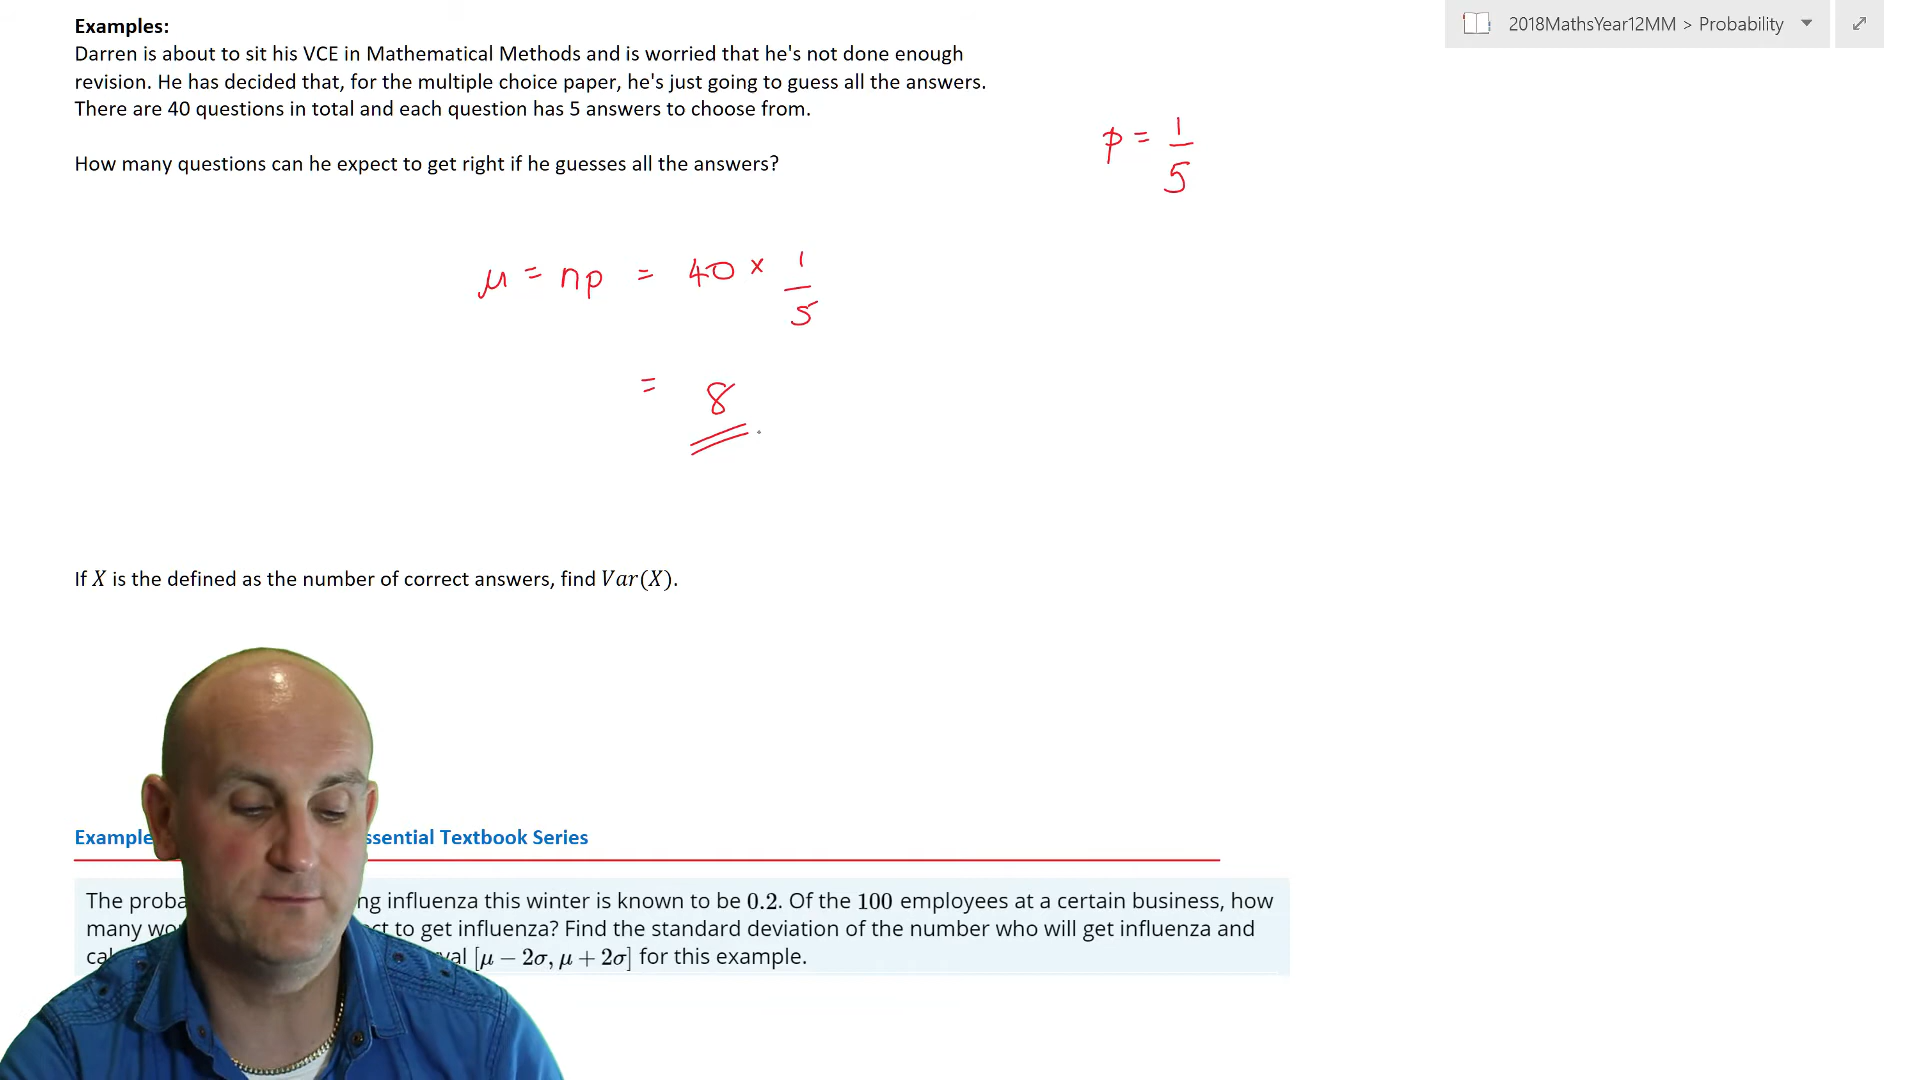 Examples:
2018MathsYear12MM > Probability
Darren is about to sit his VCE in Mathematical Methods and is worried that he's not done enough
revision. He has decided that, for the multiple choice paper, he's just going to guess all the answers.
There are 40 questions in total and each question has 5 answers to choose from.
p = 1/5
How many questions can he expect to get right if he guesses all the answers?
μ = np = 40 × 1/5
= 8
If X is the defined as the number of correct answers, find Var(X).
Example ssential Textbook Series
The proba ng influenza this winter is known to be 0.2. Of the 100 employees at a certain business, how
many wo ct to get influenza? Find the standard deviation of the number who will get influenza and
cal val [μ − 2σ, μ + 2σ] for this example.